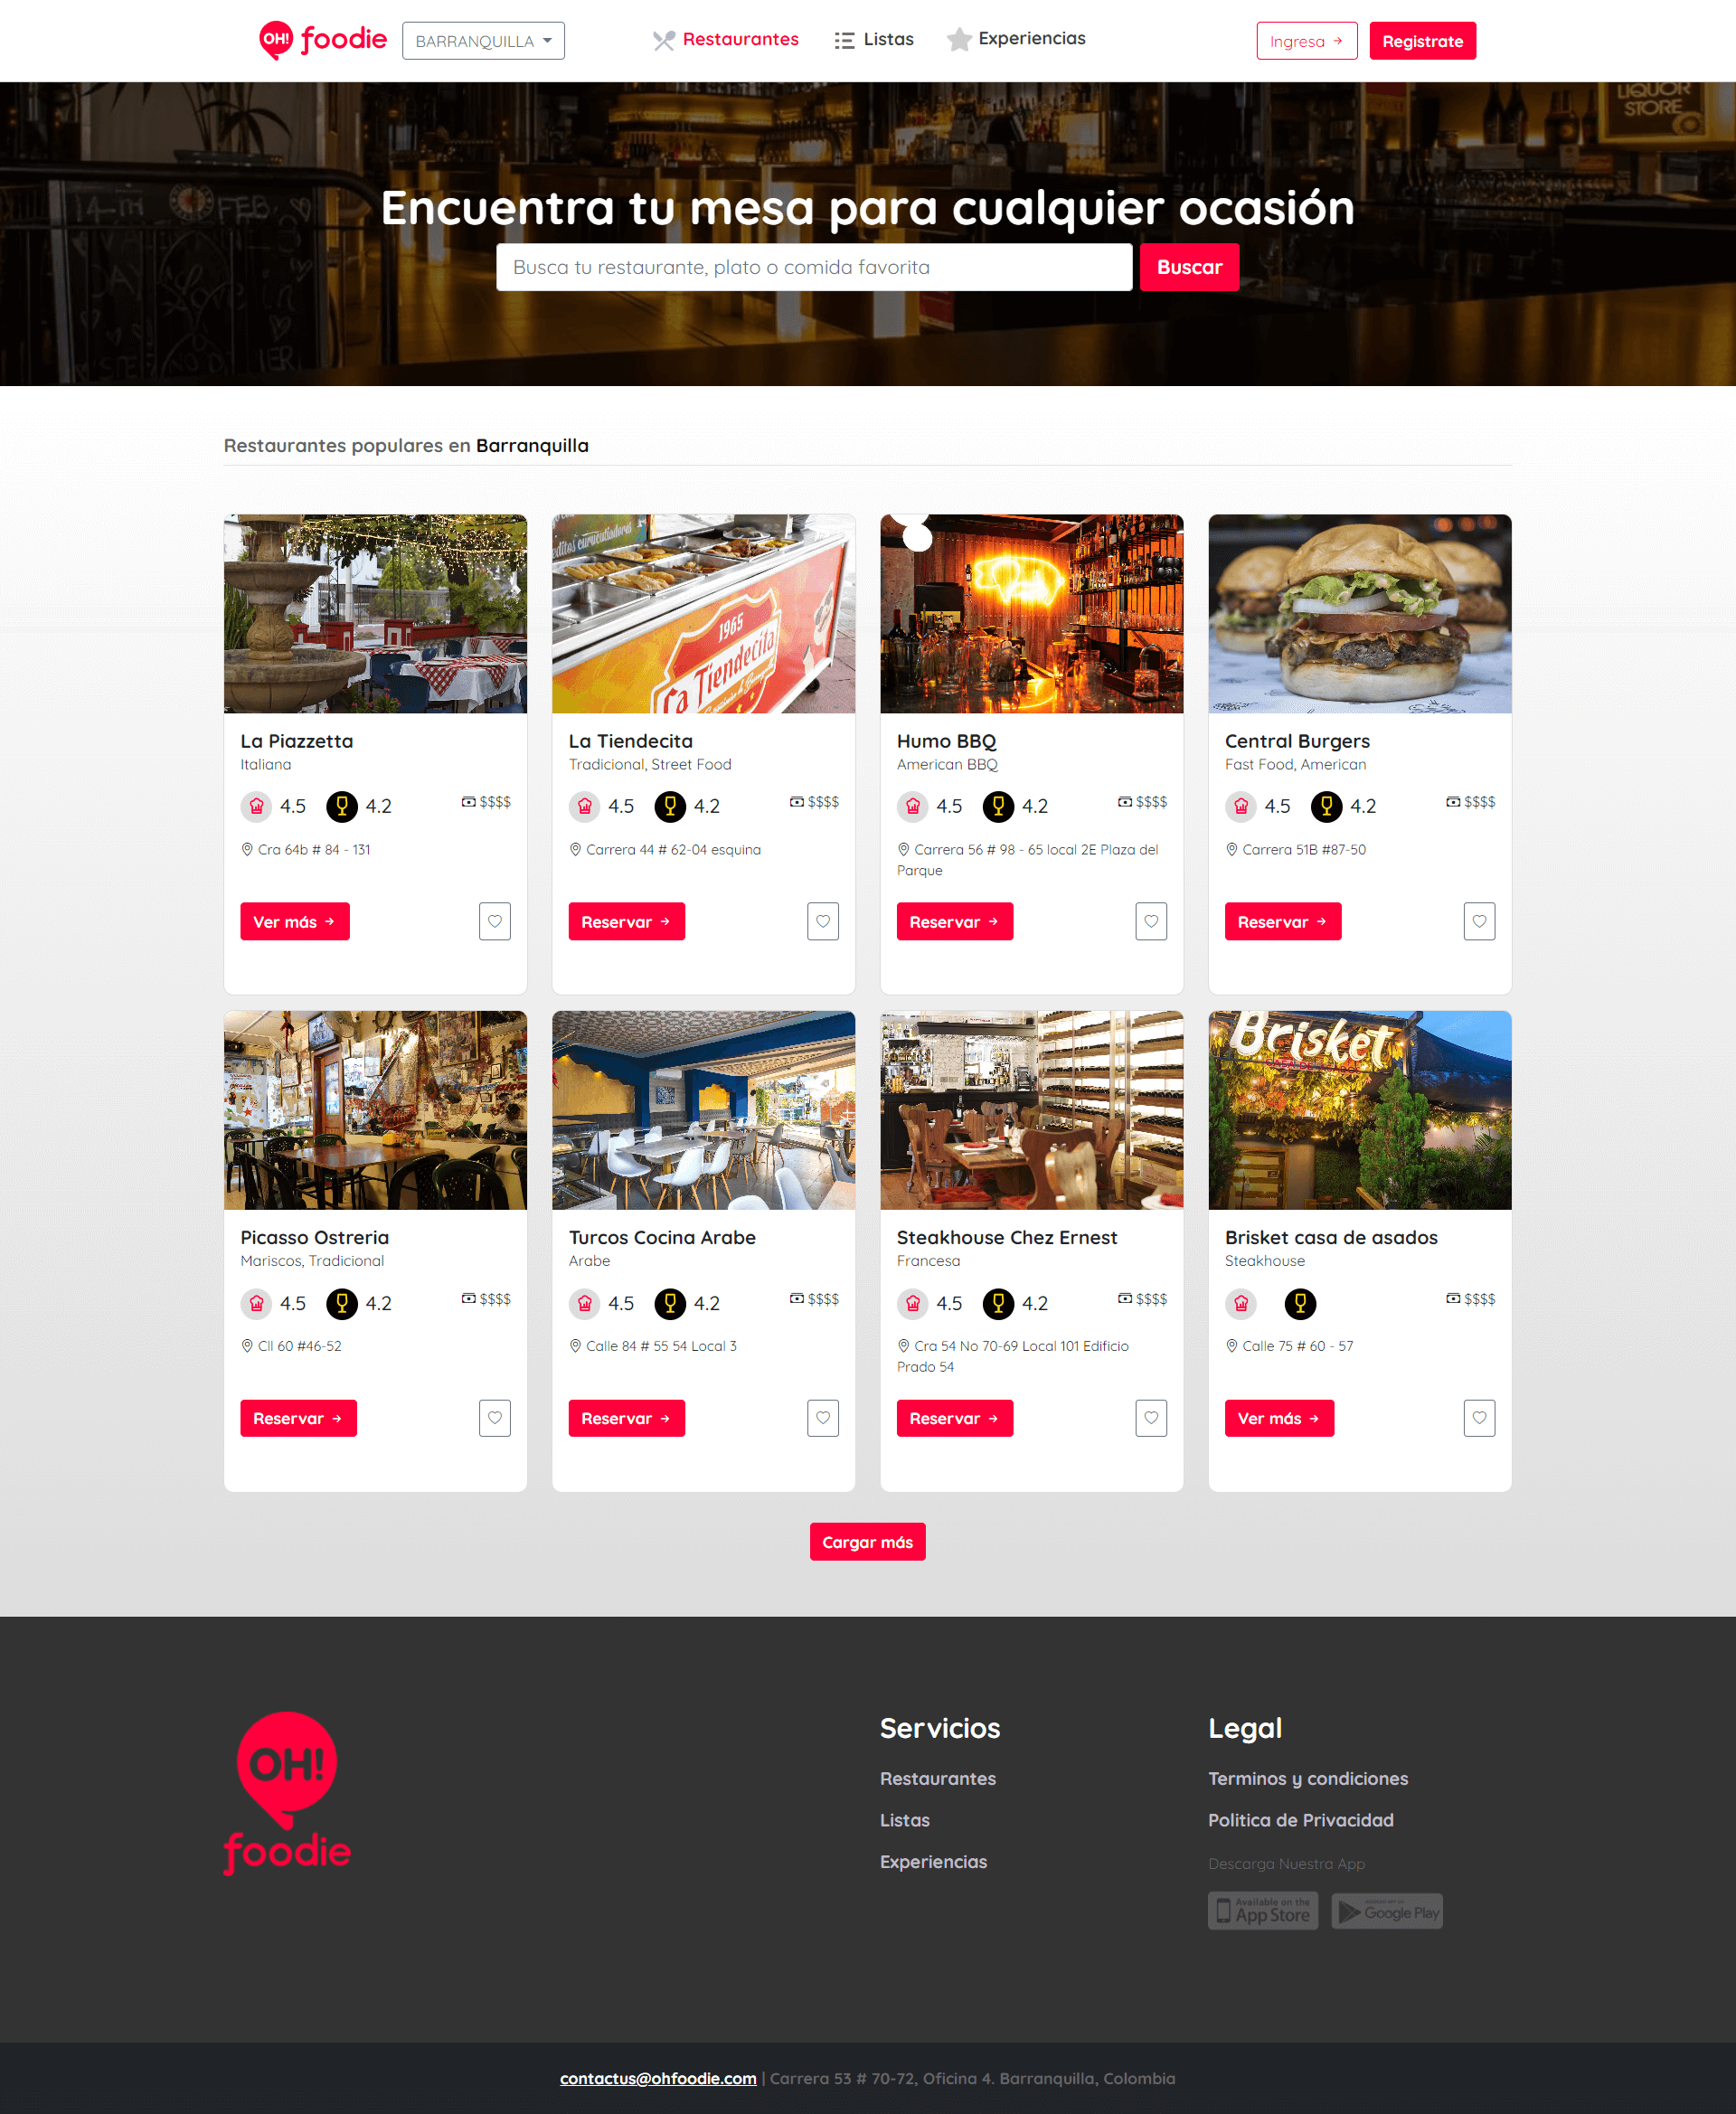 OH! foodie
BARRANQUILLA
Restaurantes
Listas
Experiencias
Ingresa →
Registrate
LIQUOR
STORE
Encuentra tu mesa para cualquier ocasión
Busca tu restaurante, plato o comida favorita
Buscar
Restaurantes populares en Barranquilla
1965
La Tiendecita
La Piazzetta
Italiana
4.5 4.2 $$$$
Cra 64b # 84 - 131
Ver más →
La Tiendecita
Tradicional, Street Food
4.5 4.2 $$$$
Carrera 44 # 62-04 esquina
Reservar →
Humo BBQ
American BBQ
4.5 4.2 $$$$
Carrera 56 # 98 - 65 local 2E Plaza del
Parque
Reservar →
Central Burgers
Fast Food, American
4.5 4.2 $$$$
Carrera 51B #87-50
Reservar →
Brisket
Picasso Ostreria
Mariscos, Tradicional
4.5 4.2 $$$$
Cll 60 #46-52
Reservar →
Turcos Cocina Arabe
Arabe
4.5 4.2 $$$$
Calle 84 # 55 54 Local 3
Reservar →
Steakhouse Chez Ernest
Francesa
4.5 4.2 $$$$
Cra 54 No 70-69 Local 101 Edificio
Prado 54
Reservar →
Brisket casa de asados
Steakhouse
$$$$
Calle 75 # 60 - 57
Ver más →
Cargar más
OH!
foodie
Servicios
Restaurantes
Listas
Experiencias
Legal
Terminos y condiciones
Politica de Privacidad
Descarga Nuestra App
Available on the
App Store
Google Play
contactus@ohfoodie.com | Carrera 53 # 70-72, Oficina 4. Barranquilla, Colombia